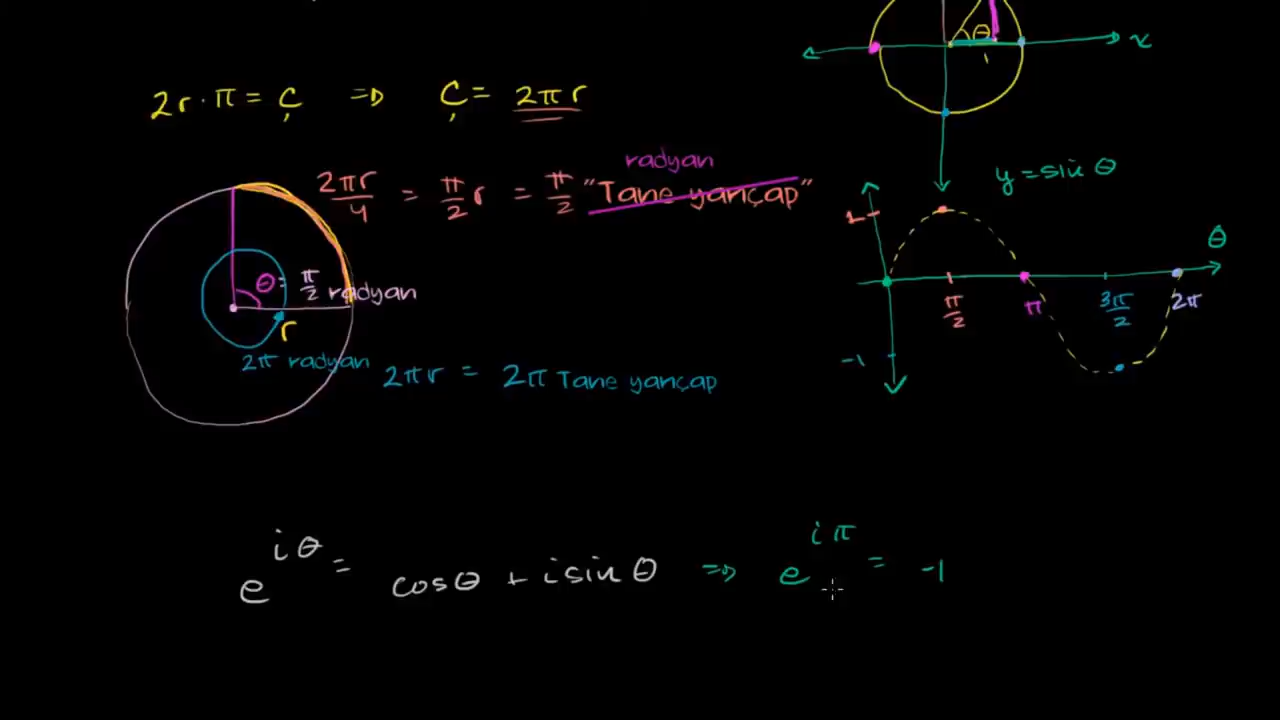 θ
1
x
2r·π = Ç ⇒ Ç = 2πr
radyan
2πr/4 = π/2 r = π/2 "Tane yarıçap"
y = sin θ
1
θ
θ = π/2 radyan
π/2
π
3π/2
2π
r
-1
2π radyan
2πr = 2π Tane yarıçap
e^{iθ} = cosθ + i sin θ ⇒ e^{iπ} = -1